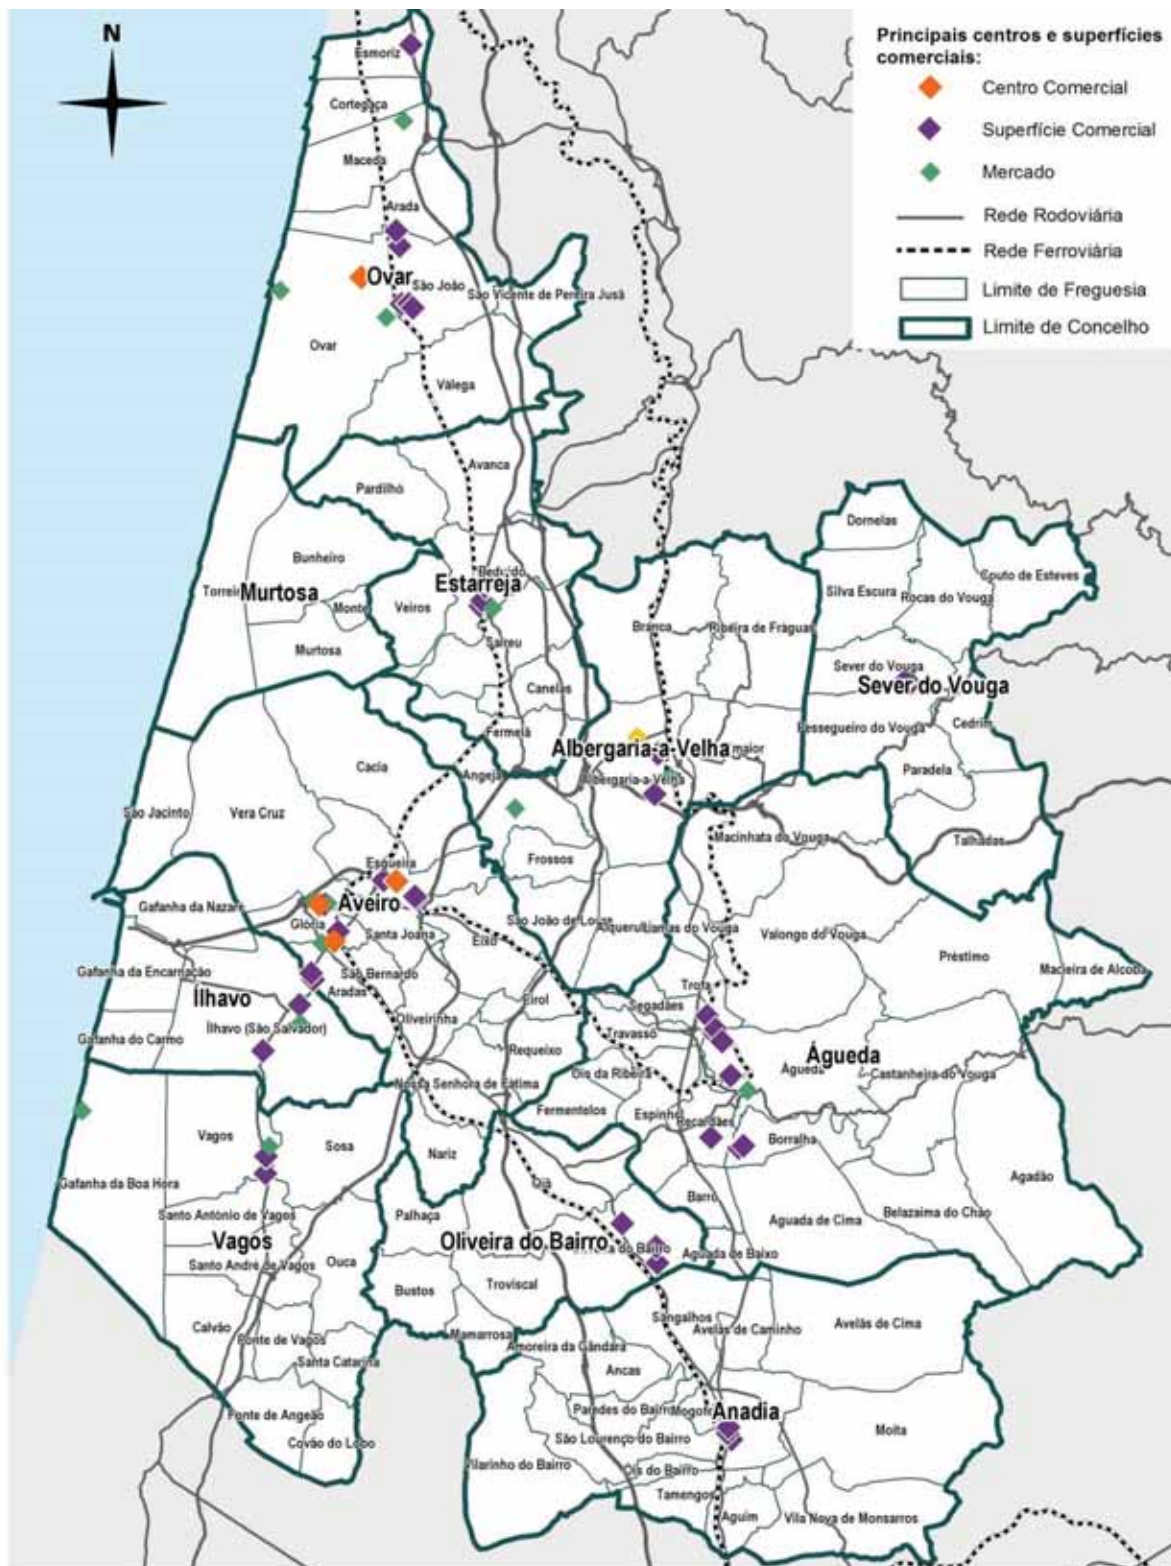 N
Principais centros e superfícies
comerciais:
Centro Comercial
Superfície Comercial
Mercado
Rede Rodoviária
Rede Ferroviária
Limite de Freguesia
Limite de Concelho
Esmoriz
Cortegaça
Maceda
Arada
Ovar
São João
São Vicente de Pereira Jusã
Ovar
Válega
Avanca
Pardilhó
Dornelas
Bunheiro
Estarreja
Couto de Esteves
Murtosa
Monte
Veiros
Silva Escura
Rocas do Vouga
Branca
Ribeira de Fráguas
Murtosa
Salreu
Sever do Vouga
Sever do Vouga
Canelas
Cedrim
Fermelã
Pessegueiro do Vouga
Albergaria-a-Velha
maior
Cacia
Angeja
Albergaria-a-Velha
Paradela
São Jacinto
Vera Cruz
Macinhata do Vouga
Talhadas
Frossos
Esgueira
Aveiro
Gafanha da Nazaré
Glória
Santa Joana
Eixo
São João de Loure
Lamas do Vouga
Valongo do Vouga
Préstimo
Gafanha da Encarnação
São Bernardo
Macieira de Alcoba
Ílhavo
Aradas
Eirol
Trofa
Segadães
Ílhavo (São Salvador)
Oliveirinha
Travassô
Gafanha do Carmo
Requeixo
Águeda
Águeda
Castanheira do Vouga
Nossa Senhora de Fátima
Óis da Ribeira
Fermentelos
Espinhel
Recardães
Borralha
Vagos
Sosa
Nariz
Agadão
Gafanha da Boa Hora
Oiã
Barrô
Santo António de Vagos
Palhaça
Aguada de Cima
Belazaima do Chão
Vagos
Oliveira do Bairro
do Bairro
Aguada de Baixo
Santo André de Vagos
Ouca
Bustos
Troviscal
Calvão
Ponte de Vagos
Mamarrosa
Amoreira da Gândara
Sangalhos
Avelãs de Caminho
Avelãs de Cima
Santa Catarina
Ancas
Fonte de Angeão
Paredes do Bairro
Anadia
Moita
Covão do Lobo
São Lourenço do Bairro
Vilarinho do Bairro
Óis do Bairro
Tamengos
Aguim
Vila Nova de Monsarros